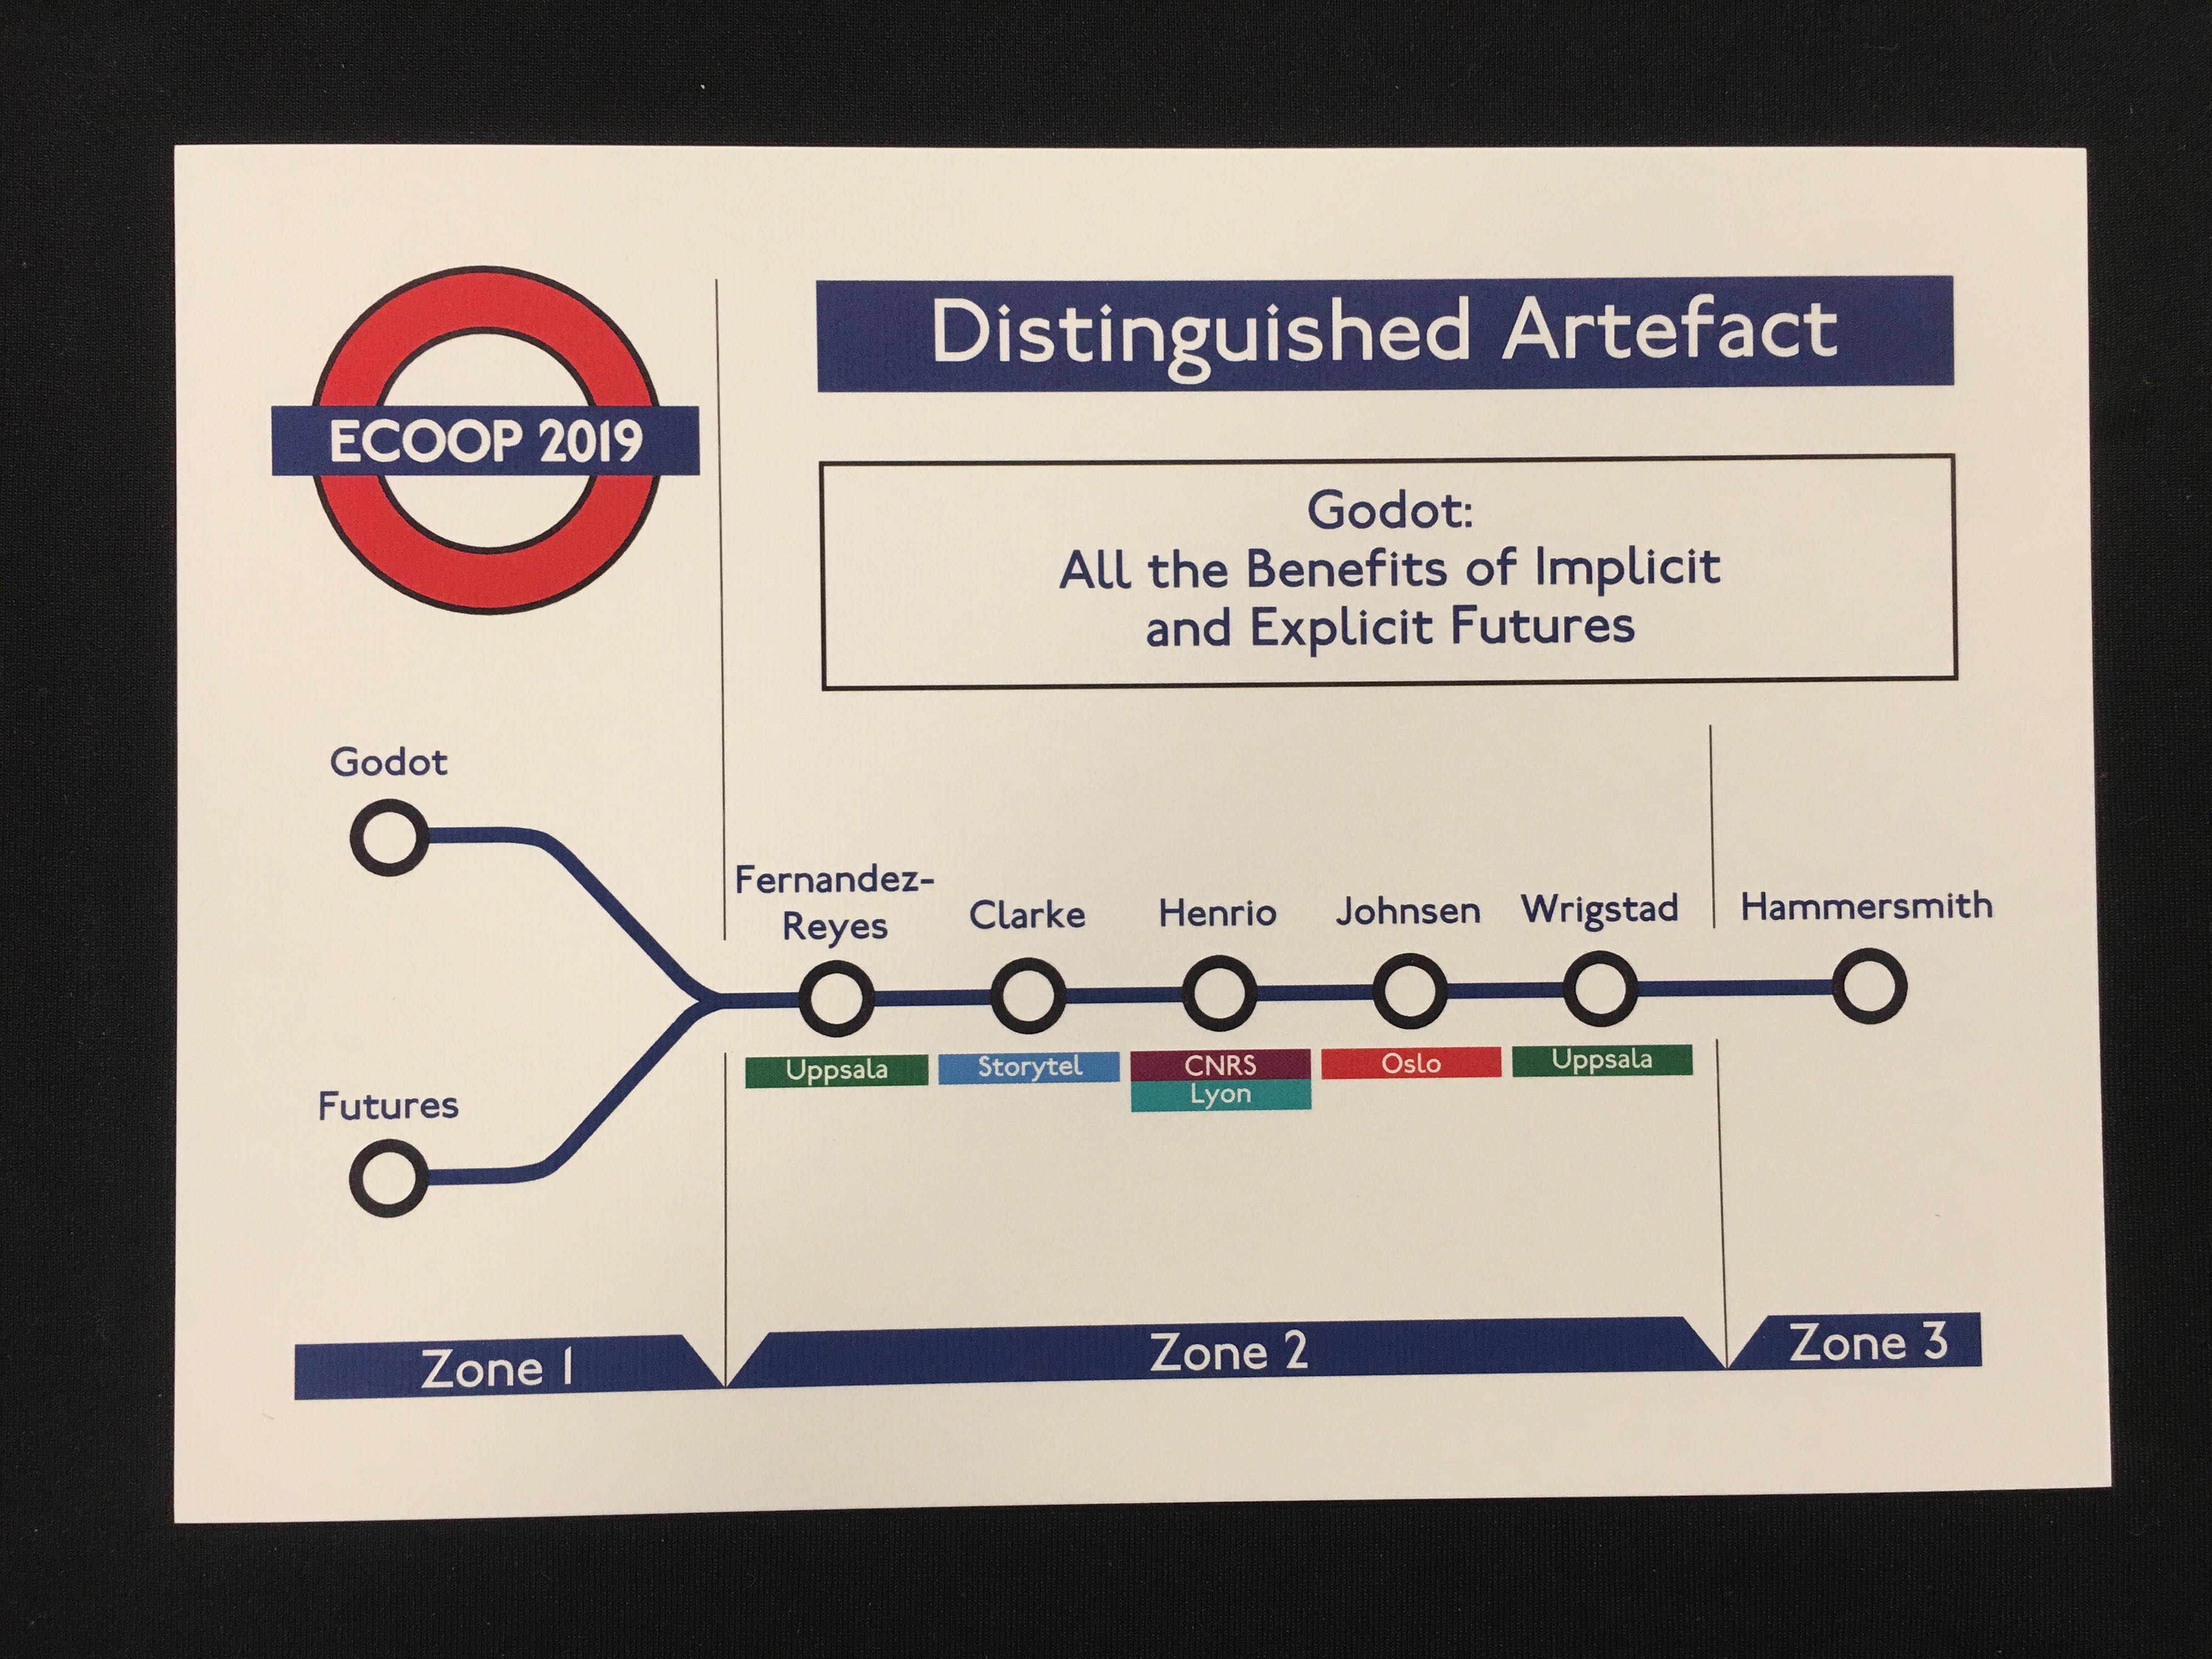 ECOOP 2019
Distinguished Artefact
Godot:
All the Benefits of Implicit
and Explicit Futures
Godot
Futures
Fernandez-
Reyes
Clarke
Henrio
Johnsen
Wrigstad
Hammersmith
Uppsala
Storytel
CNRS
Lyon
Oslo
Uppsala
Zone 1
Zone 2
Zone 3